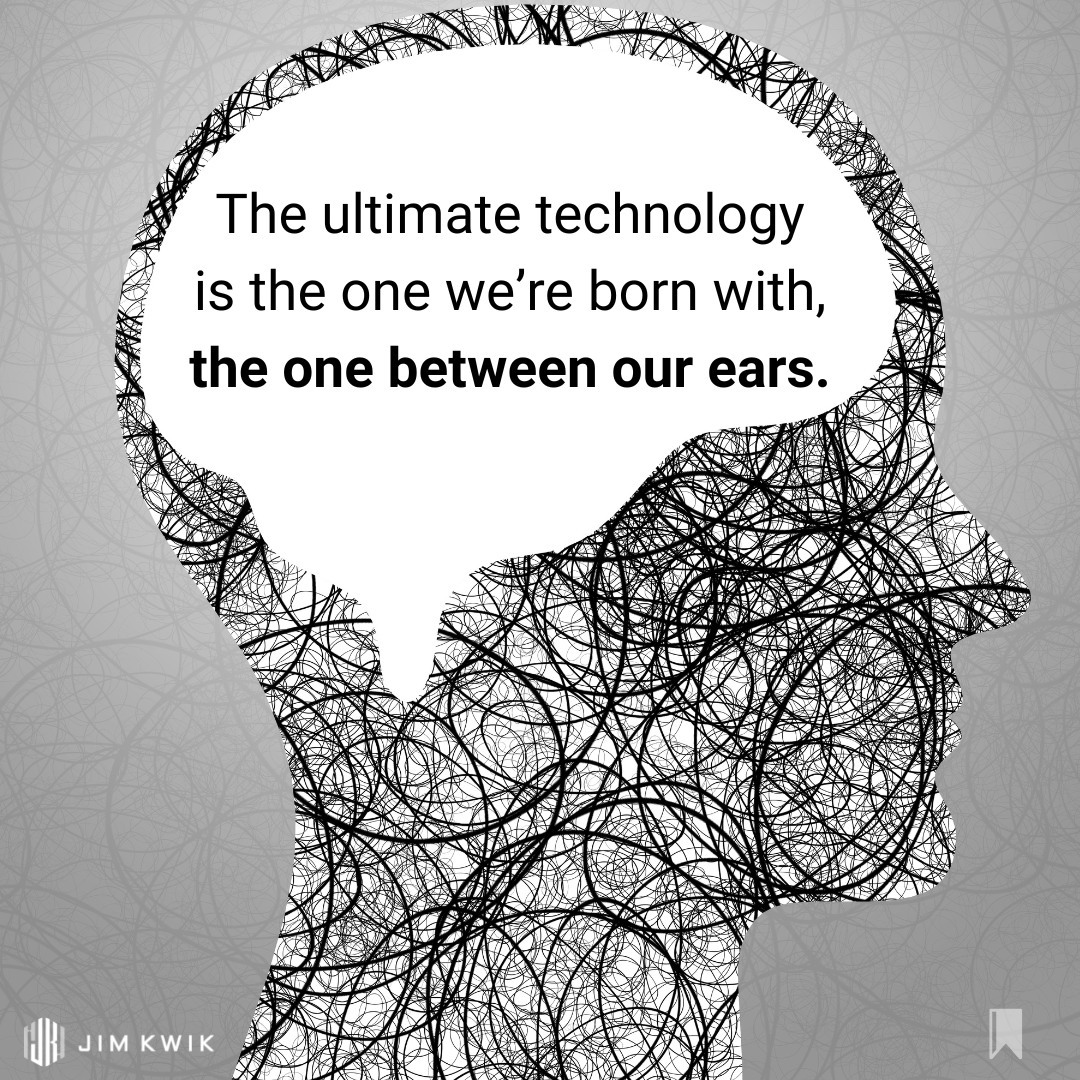 The ultimate technology
is the one we’re born with,
the one between our ears.
JIM KWIK